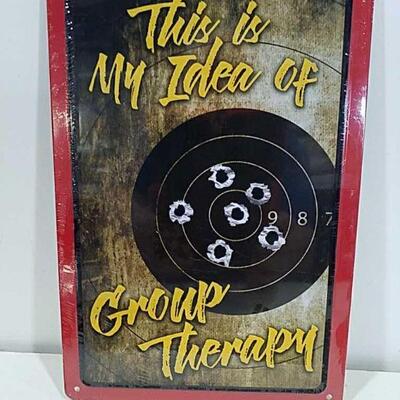 This is
My Idea of
9 8 7
Group
Therapy